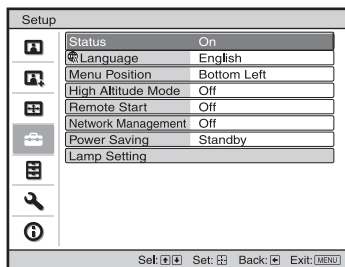 Setup
Status On
Language English
Menu Position Bottom Left
High Altitude Mode Off
Remote Start Off
Network Management Off
Power Saving Standby
Lamp Setting
Sel: Set: Back: Exit: MENU